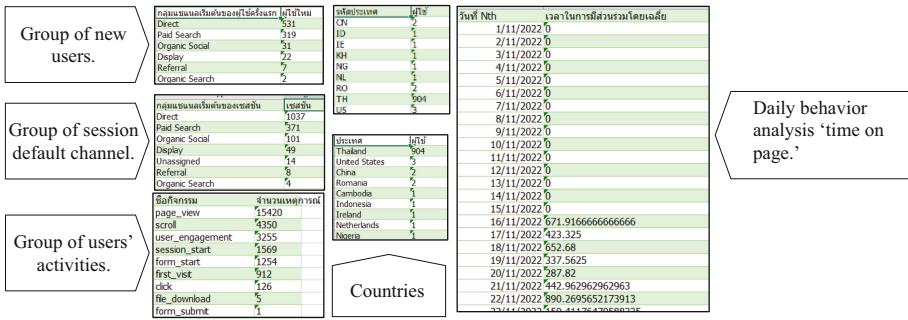 Group of new
users.
กลุ่มแชแนลเริ่มต้นของผู้ใช้ครั้งแรก ผู้ใช้ใหม่
Direct 531
Paid Search 319
Organic Social 31
Display 22
Referral 7
Organic Search 2
Group of session
default channel.
กลุ่มแชแนลเริ่มต้นของเซสชัน เซสชัน
Direct 1037
Paid Search 371
Organic Social 101
Display 49
Unassigned 14
Referral 8
Organic Search 4
Group of users’
activities.
ชื่อกิจกรรม จำนวนเหตุการณ์
page_view 15420
scroll 4350
user_engagement 3255
session_start 1569
form_start 1254
first_visit 912
click 126
file_download 5
form_submit 1
รหัสประเทศ ผู้ใช้
CN 2
ID 1
IE 1
KH 1
NG 1
NL 1
RO 2
TH 904
US 3
ประเทศ ผู้ใช้
Thailand 904
United States 3
China 2
Romania 2
Cambodia 1
Indonesia 1
Ireland 1
Netherlands 1
Nigeria 1
Countries
วันที่ Nth เวลาในการมีส่วนร่วมโดยเฉลี่ย
1/11/2022 0
2/11/2022 0
3/11/2022 0
4/11/2022 0
5/11/2022 0
6/11/2022 0
7/11/2022 0
8/11/2022 0
9/11/2022 0
10/11/2022 0
11/11/2022 0
12/11/2022 0
13/11/2022 0
14/11/2022 0
15/11/2022 0
16/11/2022 671.9166666666666
17/11/2022 423.325
18/11/2022 652.68
19/11/2022 337.5625
20/11/2022 287.82
21/11/2022 442.962962962963
22/11/2022 890.2695652173913
Daily behavior
analysis ‘time on
page.’